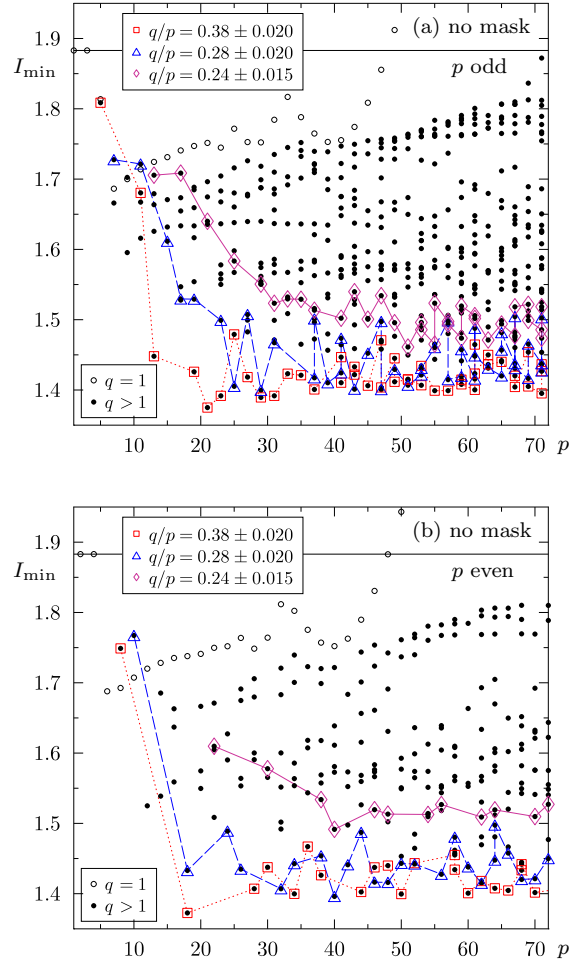 (a) no mask
p odd
q/p = 0.38 ± 0.020
q/p = 0.28 ± 0.020
q/p = 0.24 ± 0.015
I_min
1.9
1.8
1.7
1.6
1.5
1.4
q = 1
q > 1
10 20 30 40 50 60 70 p
(b) no mask
p even
q/p = 0.38 ± 0.020
q/p = 0.28 ± 0.020
q/p = 0.24 ± 0.015
I_min
1.9
1.8
1.7
1.6
1.5
1.4
q = 1
q > 1
10 20 30 40 50 60 70 p